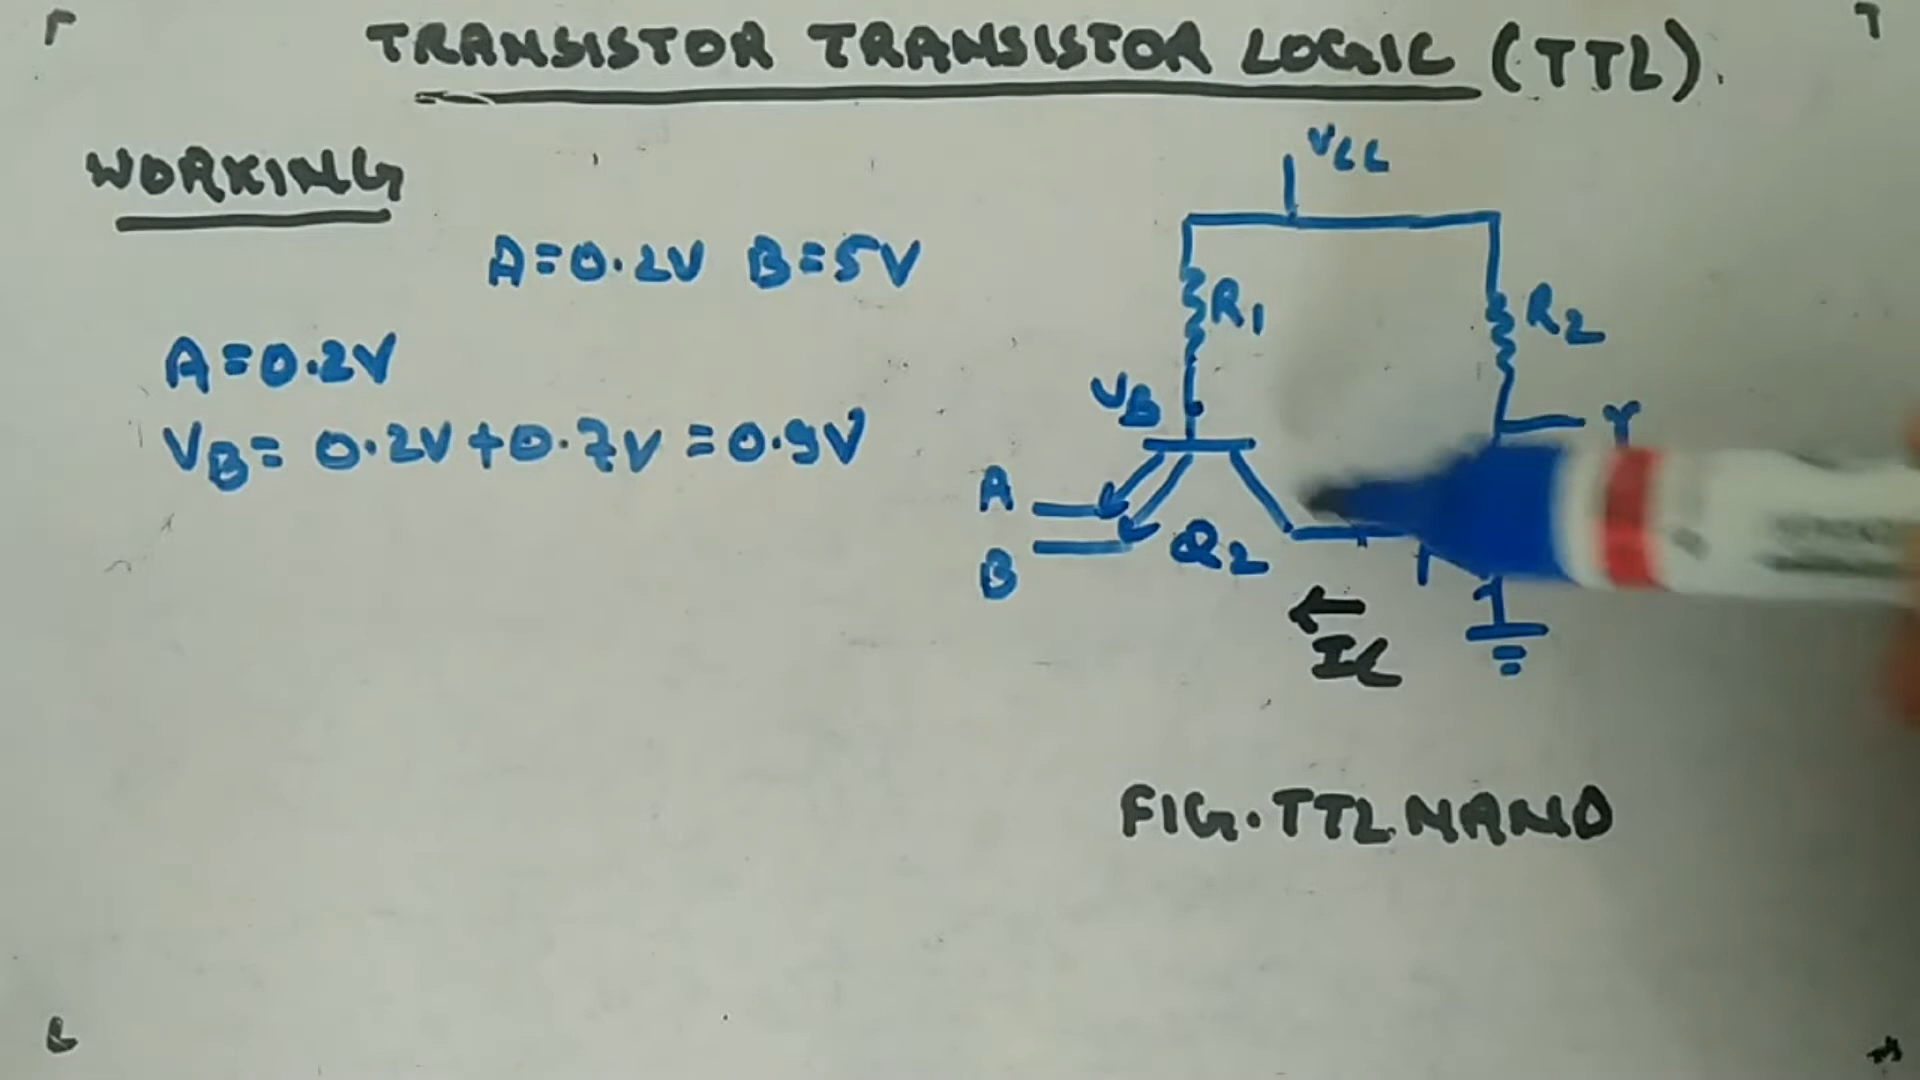 TRANSISTOR TRANSISTOR LOGIC (TTL).
WORKING
A=0.2V B=5V
A=0.2V
VB= 0.2V+0.7V=0.9V
VCC
R1
R2
VB
Y
A
B
Q2
IC
FIG. TTL NAND